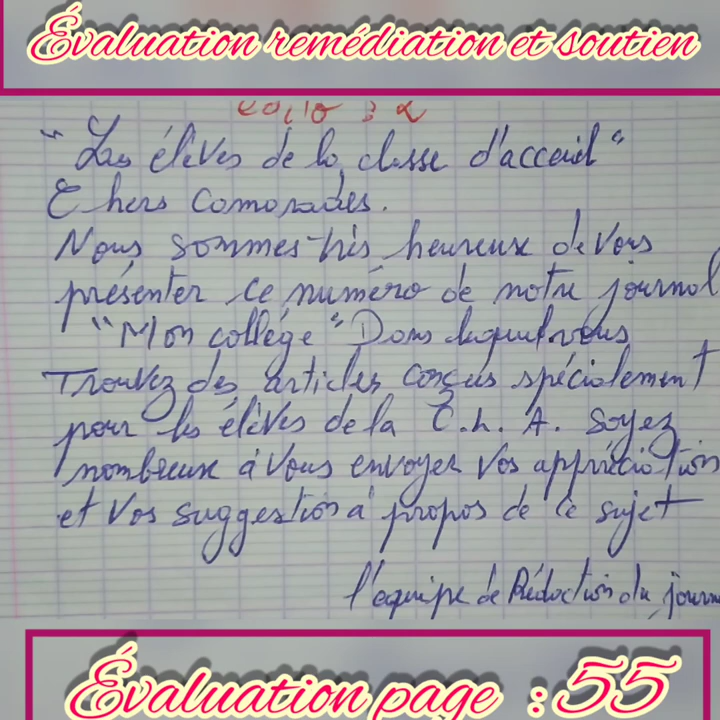 Évaluation remédiation et soutien
"Les élèves de la classe d'acceuil"
Chers Camarades.
Nous sommes très heureux de vous
présenter ce numéro de notre journal
"Mon collège" Dans lequel vous
Trouvez des articles conçus spécialement
pour les élèves de la C.L.A. Soyez
nombreux à vous envoyer vos appréciation
et vos suggestion à propos de ce sujet
l'equipe de Rédaction du journ
Évaluation page : 55